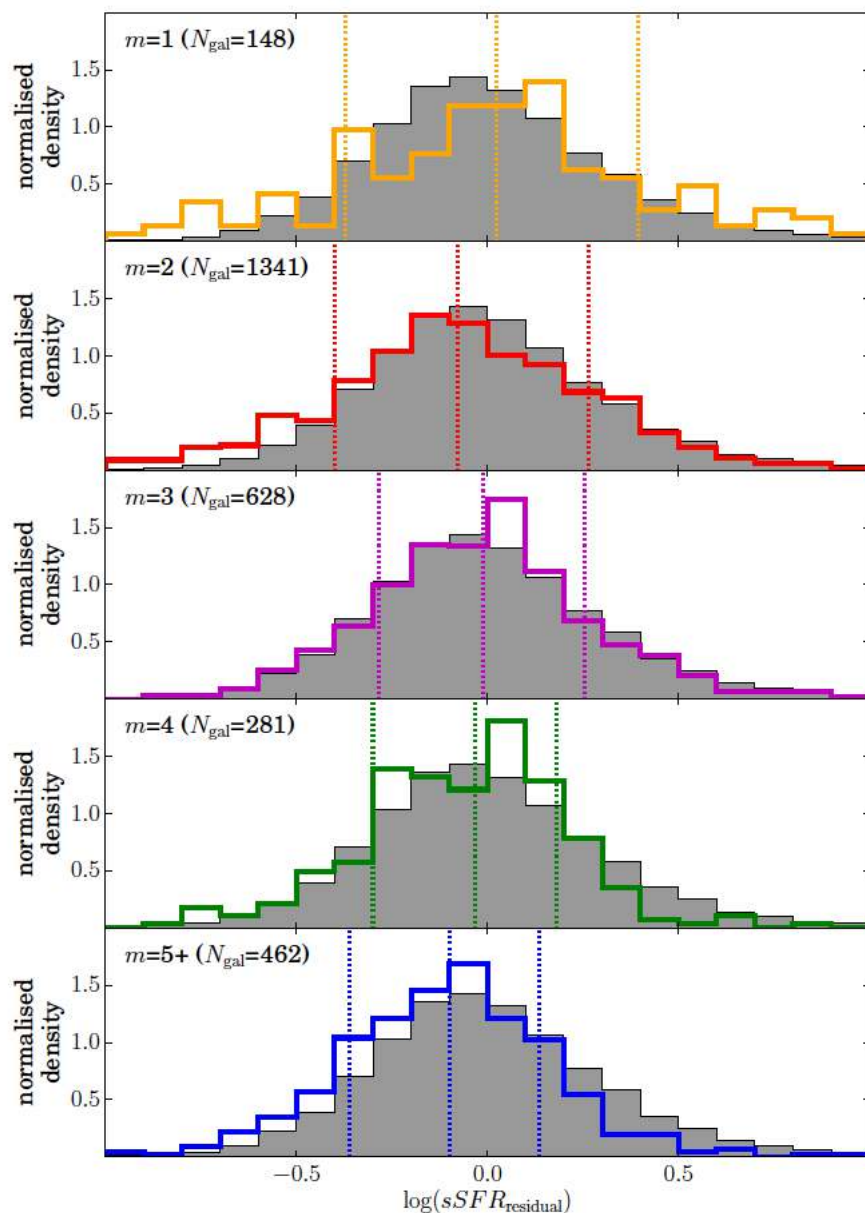 m=1 (N_gal=148)
1.5
1.0
0.5
normalised
density
m=2 (N_gal=1341)
1.5
1.0
0.5
normalised
density
m=3 (N_gal=628)
1.5
1.0
0.5
normalised
density
m=4 (N_gal=281)
1.5
1.0
0.5
normalised
density
m=5+ (N_gal=462)
1.5
1.0
0.5
normalised
density
−0.5 0.0 0.5
log(sSFR_residual)